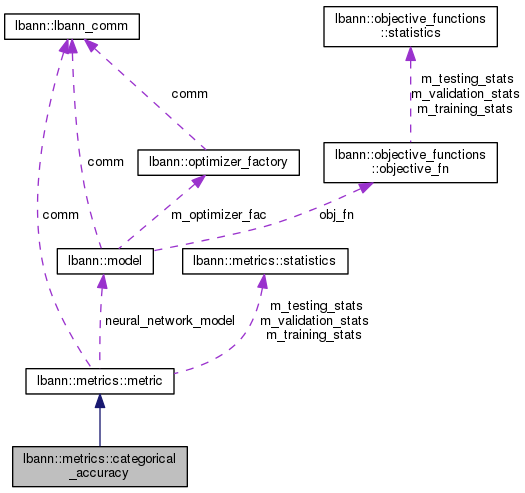 lbann::lbann_comm
lbann::objective_functions
::statistics
comm
m_testing_stats
m_validation_stats
m_training_stats
comm
lbann::optimizer_factory
lbann::objective_functions
::objective_fn
comm
m_optimizer_fac
obj_fn
lbann::model
lbann::metrics::statistics
neural_network_model
m_testing_stats
m_validation_stats
m_training_stats
lbann::metrics::metric
lbann::metrics::categorical
_accuracy